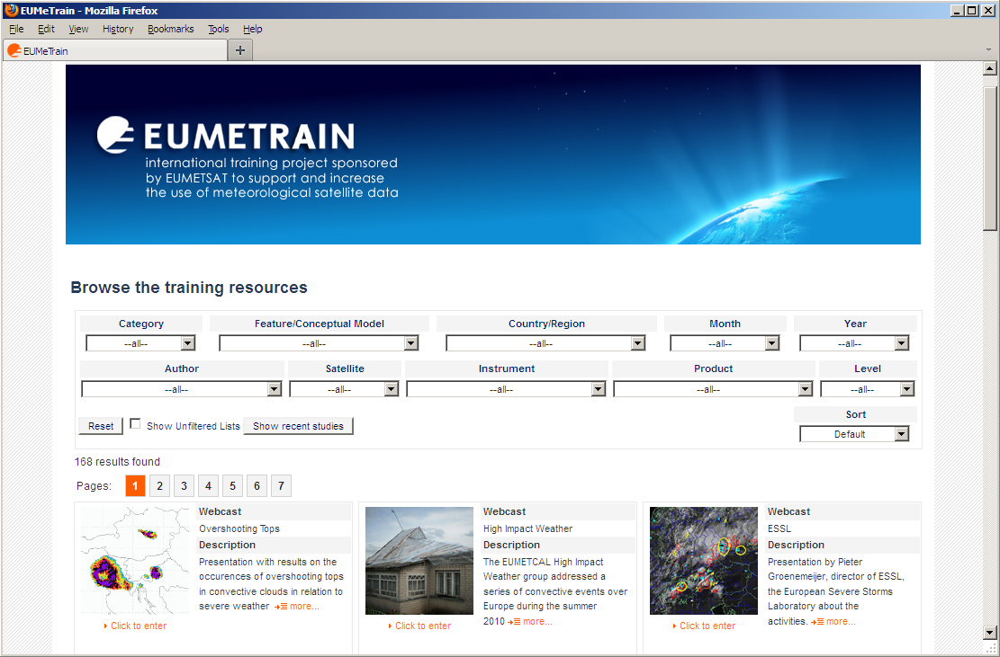 EUMeTrain - Mozilla Firefox
File Edit View History Bookmarks Tools Help
EUMeTrain
EUMETRAIN
international training project sponsored
by EUMETSAT to support and increase
the use of meteorological satellite data
Browse the training resources
Category Feature/Conceptual Model Country/Region Month Year
--all-- --all-- --all-- --all-- --all--
Author Satellite Instrument Product Level
--all-- --all-- --all-- --all-- --all--
Sort
Reset Show Unfiltered Lists Show recent studies
Default
168 results found
Pages: 1 2 3 4 5 6 7
Webcast
Overshooting Tops
Description
Presentation with results on the
occurences of overshooting tops
in convective clouds in relation to
severe weather more...
Click to enter
Webcast
High Impact Weather
Description
The EUMETCAL High Impact
Weather group addressed a
series of convective events over
Europe during the summer
2010 more...
Click to enter
Webcast
ESSL
Description
Presentation by Pieter
Groenemeijer, director of ESSL,
the European Severe Storms
Laboratory about the
activities. more...
Click to enter